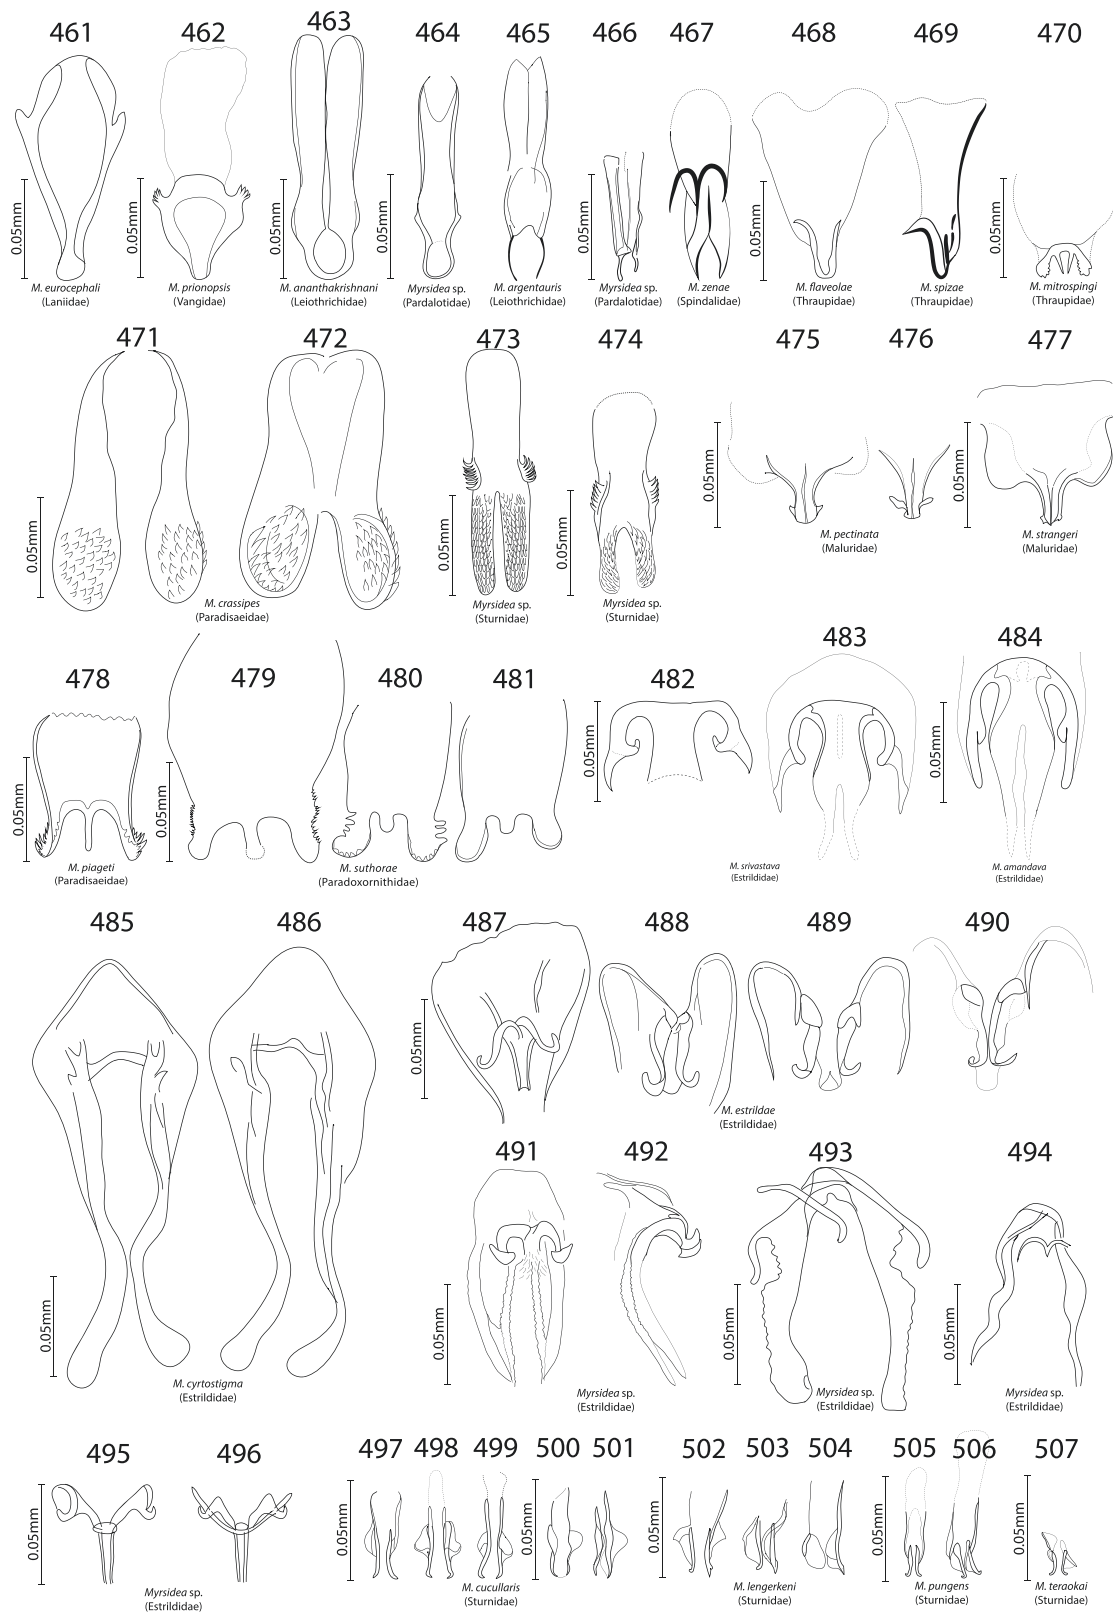 461 462 463 464 465 466 467 468 469 470
0.05mm 0.05mm 0.05mm 0.05mm 0.05mm 0.05mm 0.05mm
M. eurocephali
(Laniidae)
M. prionopsis
(Vangidae)
M. ananthakrishnani
(Leiothrichidae)
Myrsidea sp.
(Pardalotidae)
M. argentauris
(Leiothrichidae)
Myrsidea sp.
(Pardalotidae)
M. zenae
(Spindalidae)
M. flaveolae
(Thraupidae)
M. spizae
(Thraupidae)
M. mitrospingi
(Thraupidae)
471 472 473 474 475 476 477
0.05mm 0.05mm 0.05mm 0.05mm 0.05mm
M. crassipes
(Paradisaeidae)
Myrsidea sp.
(Sturnidae)
Myrsidea sp.
(Sturnidae)
M. pectinata
(Maluridae)
M. strangeri
(Maluridae)
478 479 480 481 482 483 484
0.05mm 0.05mm 0.05mm 0.05mm 0.05mm
M. piageti
(Paradisaeidae)
M. suthorae
(Paradoxornithidae)
M. srivastava
(Estrildidae)
M. amandava
(Estrildidae)
485 486 487 488 489 490
0.05mm 0.05mm
M. estrildae
(Estrildidae)
M. cyrtostigma
(Estrildidae)
491 492 493 494
0.05mm 0.05mm 0.05mm
Myrsidea sp.
(Estrildidae)
Myrsidea sp.
(Estrildidae)
Myrsidea sp.
(Estrildidae)
495 496 497 498 499 500 501 502 503 504 505 506 507
0.05mm 0.05mm 0.05mm 0.05mm 0.05mm 0.05mm
Myrsidea sp.
(Estrildidae)
M. cucullaris
(Sturnidae)
M. lengerkeni
(Sturnidae)
M. pungens
(Sturnidae)
M. teraokai
(Sturnidae)